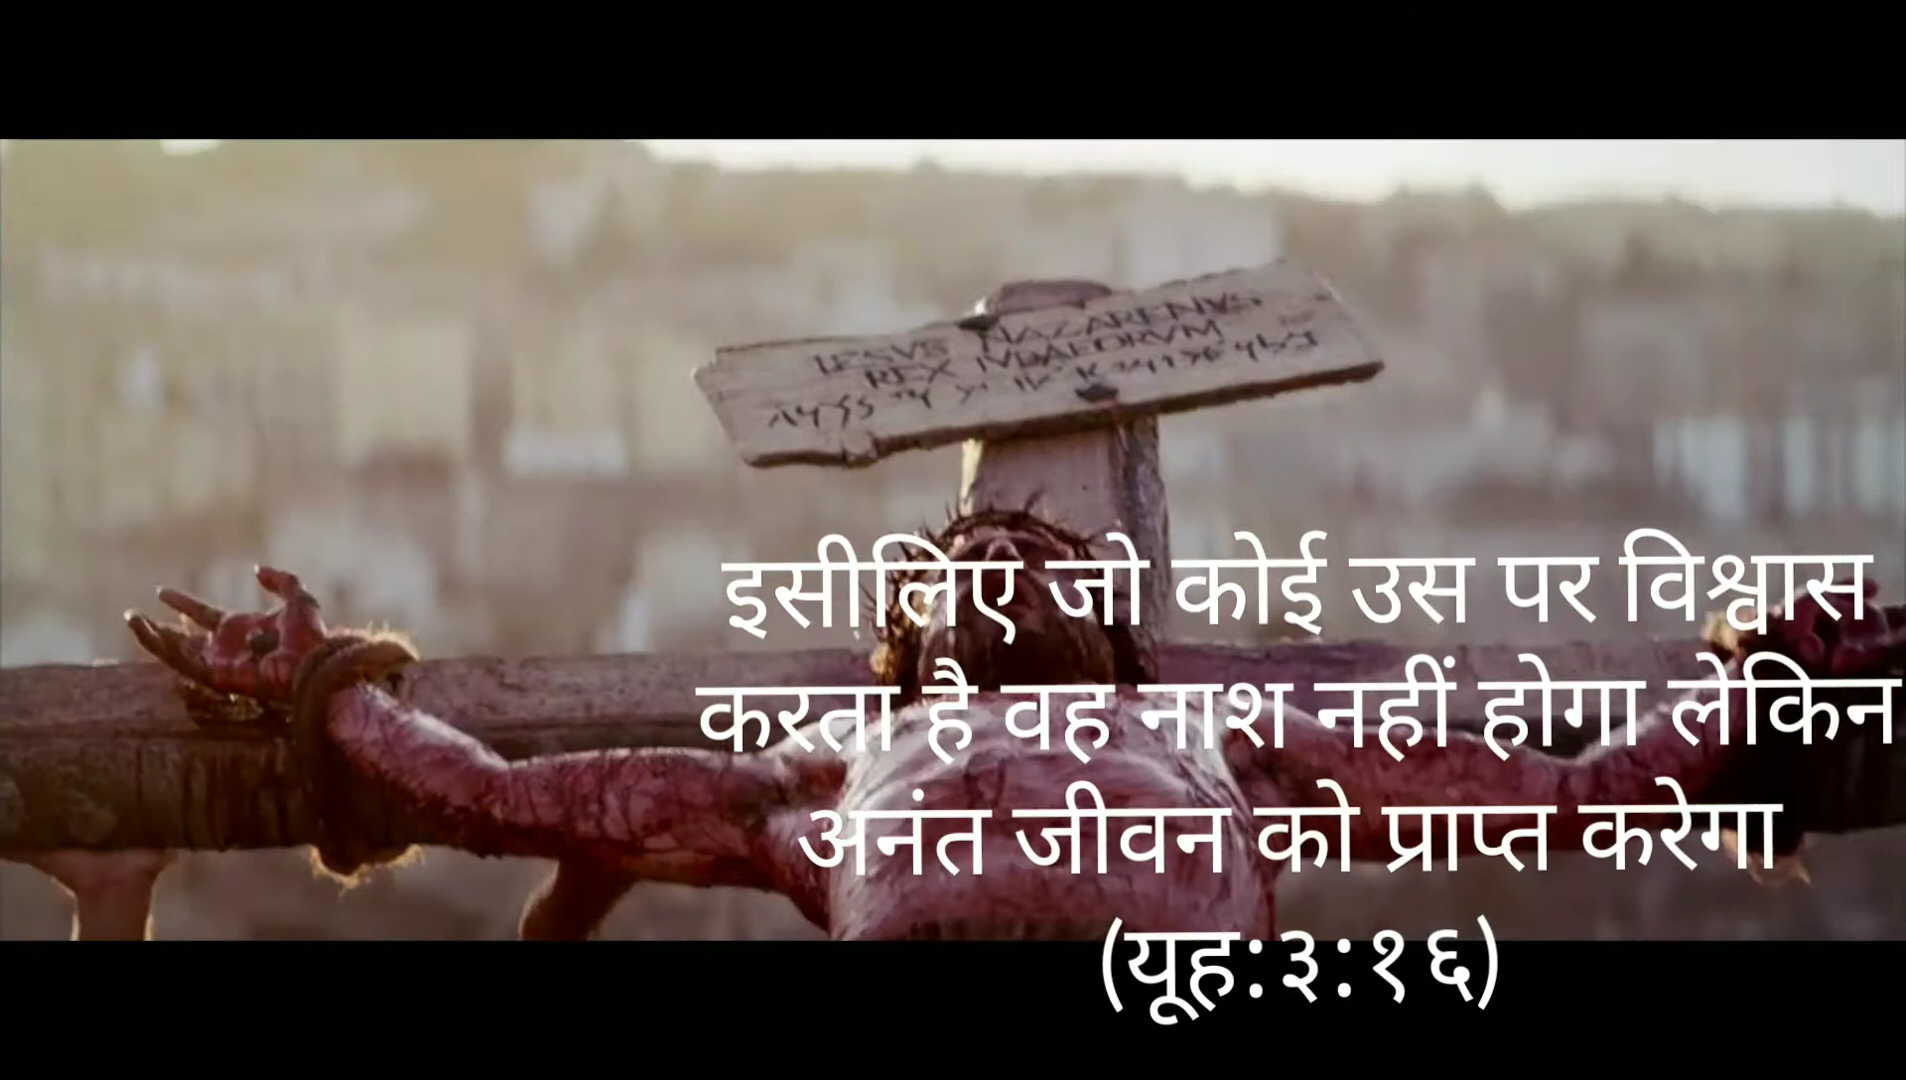 IESVS NAZARENVS
REX IVDAEORVM
इसीलिए जो कोई उस पर विश्वास
करता है वह नाश नहीं होगा लेकिन
अनंत जीवन को प्राप्त करेगा
(यूह:३:१६)